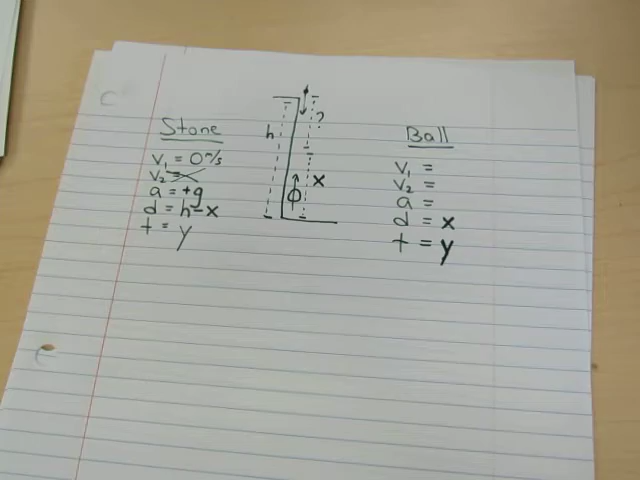 Stone
v₁ = 0 m/s
v₂ = ×
a = +g
d = h-x
t = y
h
?
x
Ball
v₁ =
v₂ =
a =
d = x
t = y